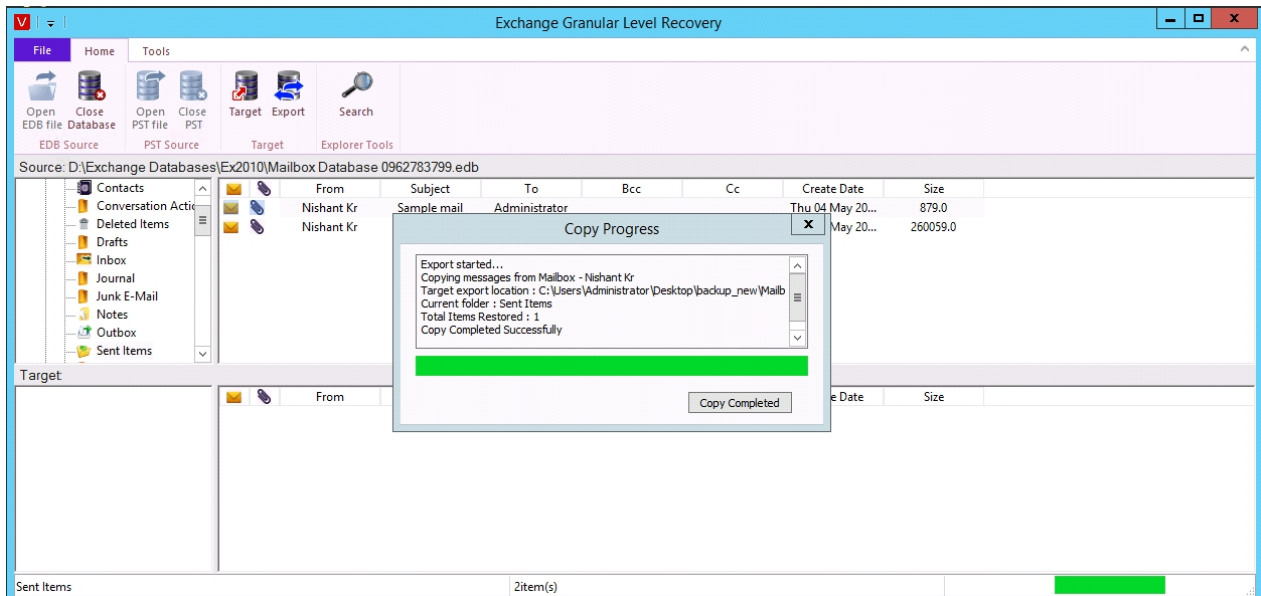 V
Exchange Granular Level Recovery
X
File Home Tools
Open EDB file Close Database Open PST file Close PST Target Export Search
EDB Source PST Source Target Explorer Tools
Source: D:\Exchange Databases\Ex2010\Mailbox Database 0962783799.edb
Contacts
Conversation Actic
Deleted Items
Drafts
Inbox
Journal
Junk E-Mail
Notes
Outbox
Sent Items
From Subject To Bcc Cc Create Date Size
Nishant Kr Sample mail Administrator Thu 04 May 20... 879.0
Nishant Kr May 20... 260059.0
Copy Progress
X
Export started...
Copying messages from Mailbox - Nishant Kr
Target export location : C:\Users\Administrator\Desktop\backup_new\Mailb
Current folder : Sent Items
Total Items Restored : 1
Copy Completed Successfully
Copy Completed
Target:
From e Date Size
Sent Items 2item(s)